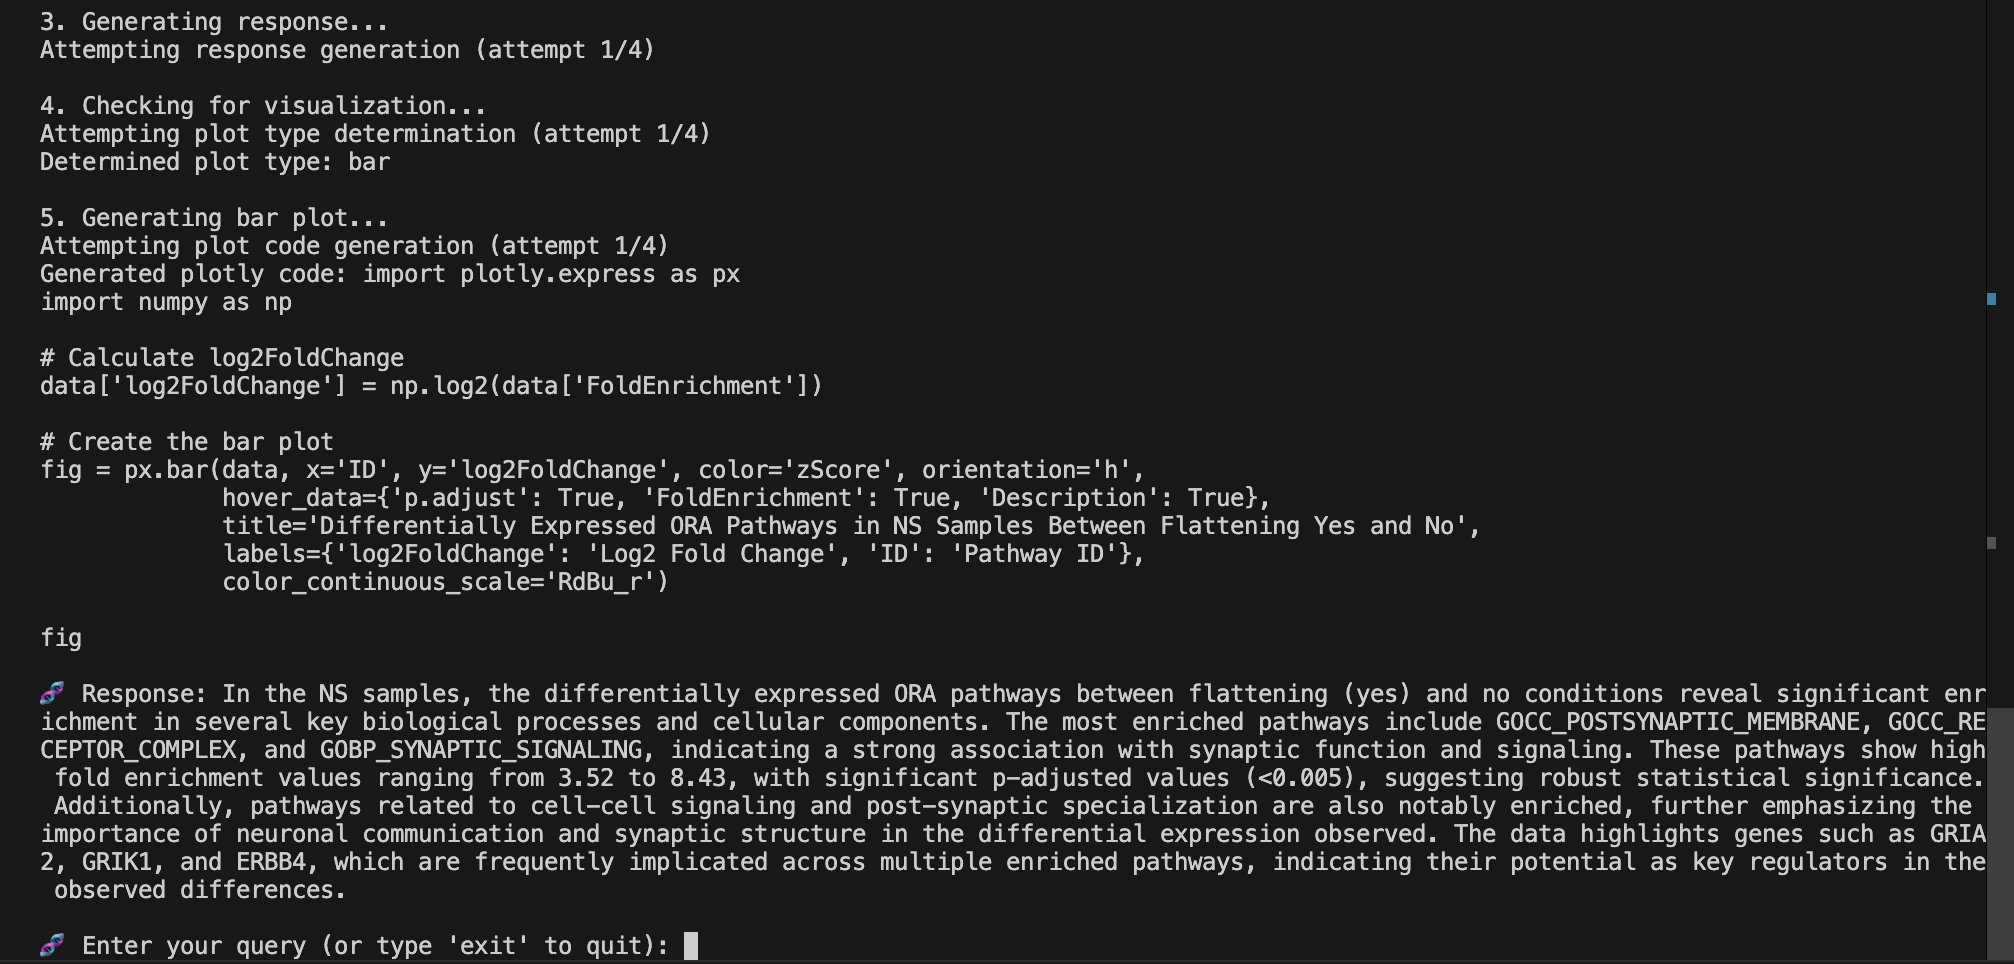 3. Generating response...
Attempting response generation (attempt 1/4)
4. Checking for visualization...
Attempting plot type determination (attempt 1/4)
Determined plot type: bar
5. Generating bar plot...
Attempting plot code generation (attempt 1/4)
Generated plotly code: import plotly.express as px
import numpy as np
# Calculate log2FoldChange
data['log2FoldChange'] = np.log2(data['FoldEnrichment'])
# Create the bar plot
fig = px.bar(data, x='ID', y='log2FoldChange', color='zScore', orientation='h',
             hover_data={'p.adjust': True, 'FoldEnrichment': True, 'Description': True},
             title='Differentially Expressed ORA Pathways in NS Samples Between Flattening Yes and No',
             labels={'log2FoldChange': 'Log2 Fold Change', 'ID': 'Pathway ID'},
             color_continuous_scale='RdBu_r')
fig
🧬 Response: In the NS samples, the differentially expressed ORA pathways between flattening (yes) and no conditions reveal significant enr
ichment in several key biological processes and cellular components. The most enriched pathways include GOCC_POSTSYNAPTIC_MEMBRANE, GOCC_RE
CEPTOR_COMPLEX, and GOBP_SYNAPTIC_SIGNALING, indicating a strong association with synaptic function and signaling. These pathways show high
 fold enrichment values ranging from 3.52 to 8.43, with significant p-adjusted values (<0.005), suggesting robust statistical significance.
 Additionally, pathways related to cell-cell signaling and post-synaptic specialization are also notably enriched, further emphasizing the
importance of neuronal communication and synaptic structure in the differential expression observed. The data highlights genes such as GRIA
2, GRIK1, and ERBB4, which are frequently implicated across multiple enriched pathways, indicating their potential as key regulators in the
 observed differences.
🧬 Enter your query (or type 'exit' to quit):